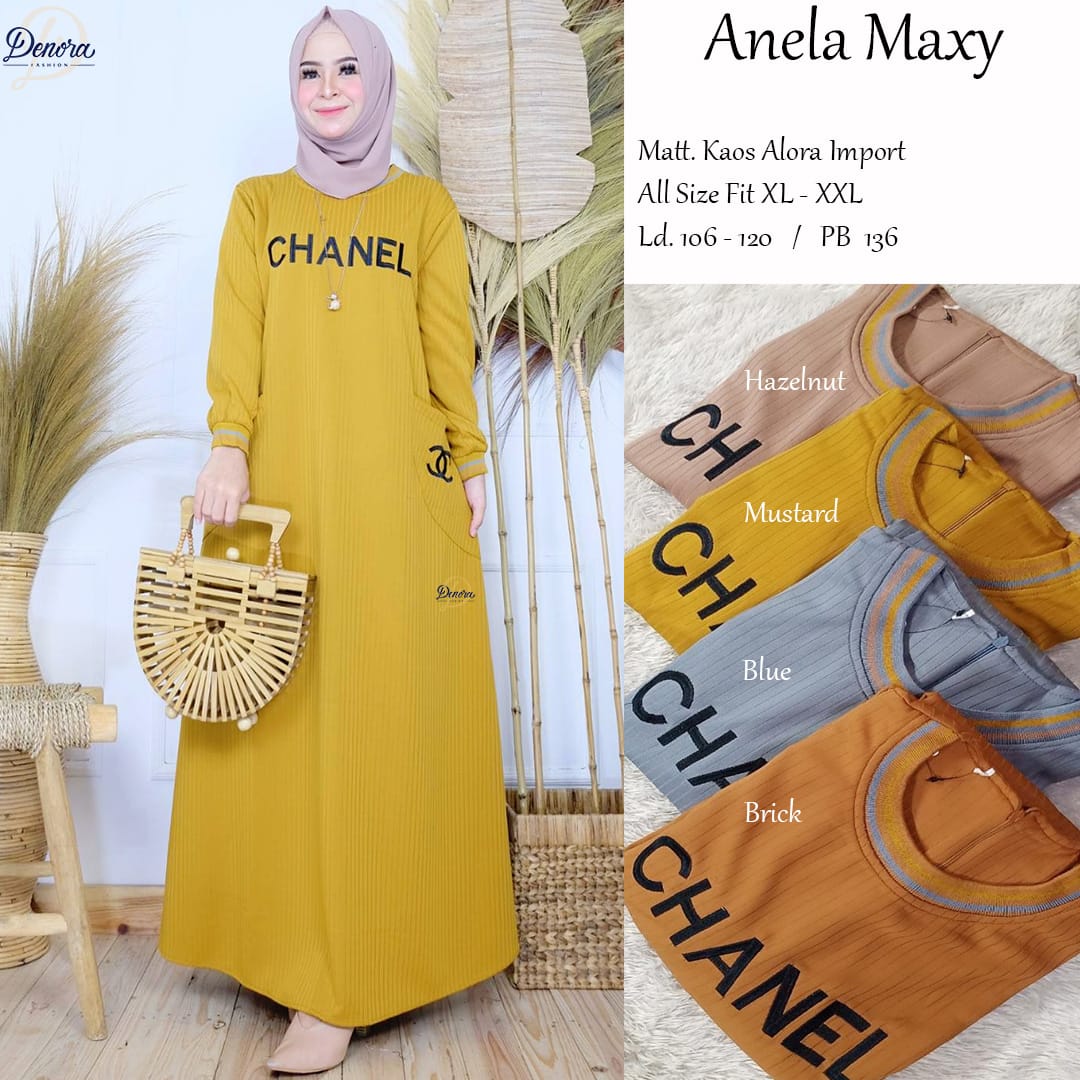 Denora
FASHION
Anela Maxy
Matt. Kaos Alora Import
All Size Fit XL - XXL
Ld. 106 - 120 / PB 136
CHANEL
Denora
Hazelnut
CH
Mustard
CHA
Blue
CHA
Brick
CHANEL